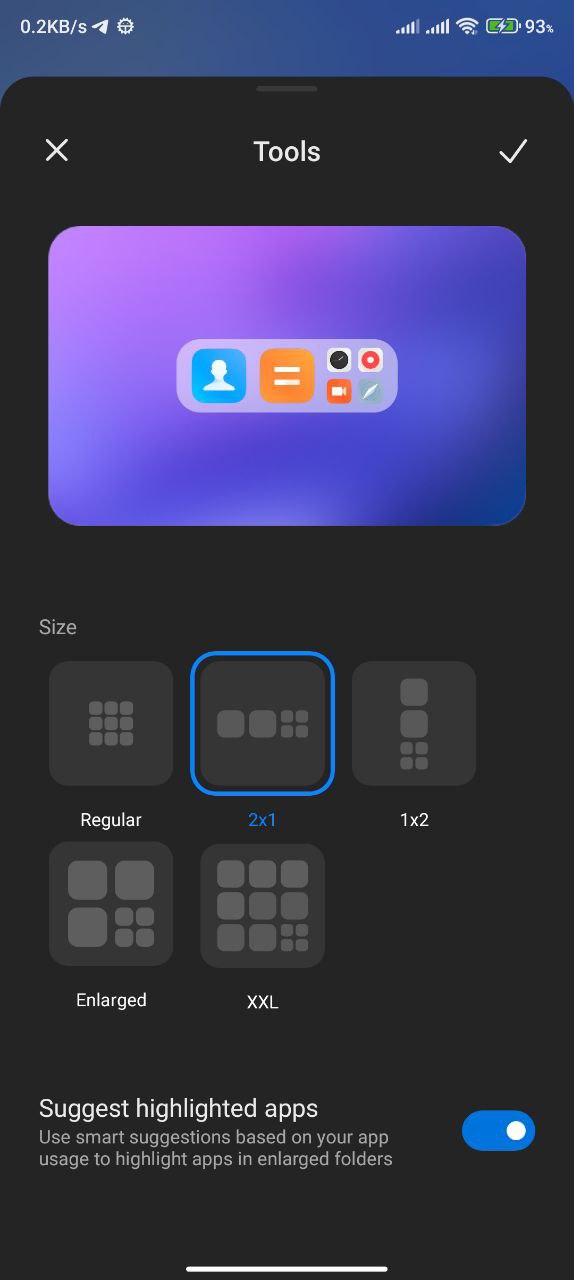 0.2KB/s
93%
Tools
Size
Regular
2x1
1x2
Enlarged
XXL
Suggest highlighted apps
Use smart suggestions based on your app
usage to highlight apps in enlarged folders